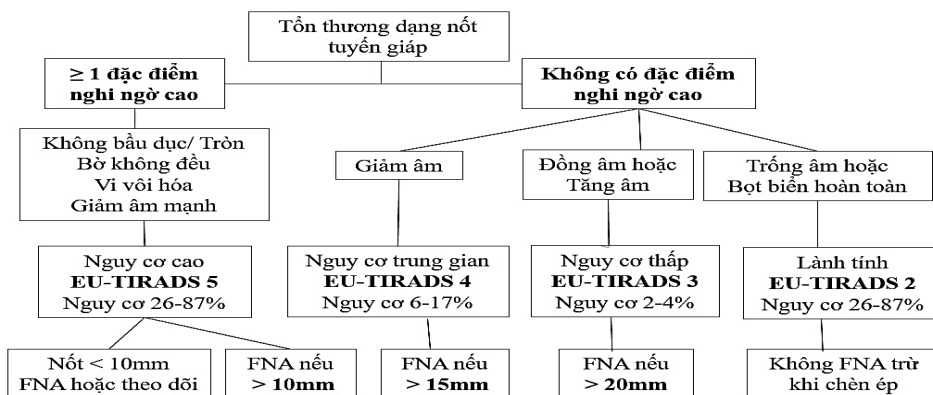 Tổn thương dạng nốt
tuyến giáp
≥ 1 đặc điểm
nghi ngờ cao
Không có đặc điểm
nghi ngờ cao
Không bầu dục/ Tròn
Bờ không đều
Vi vôi hóa
Giảm âm mạnh
Giảm âm
Đồng âm hoặc
Tăng âm
Trống âm hoặc
Bọt biển hoàn toàn
Nguy cơ cao
EU-TIRADS 5
Nguy cơ 26-87%
Nguy cơ trung gian
EU-TIRADS 4
Nguy cơ 6-17%
Nguy cơ thấp
EU-TIRADS 3
Nguy cơ 2-4%
Lành tính
EU-TIRADS 2
Nguy cơ 26-87%
Nốt < 10mm
FNA hoặc theo dõi
FNA nếu
> 10mm
FNA nếu
> 15mm
FNA nếu
> 20mm
Không FNA trừ
khi chèn ép